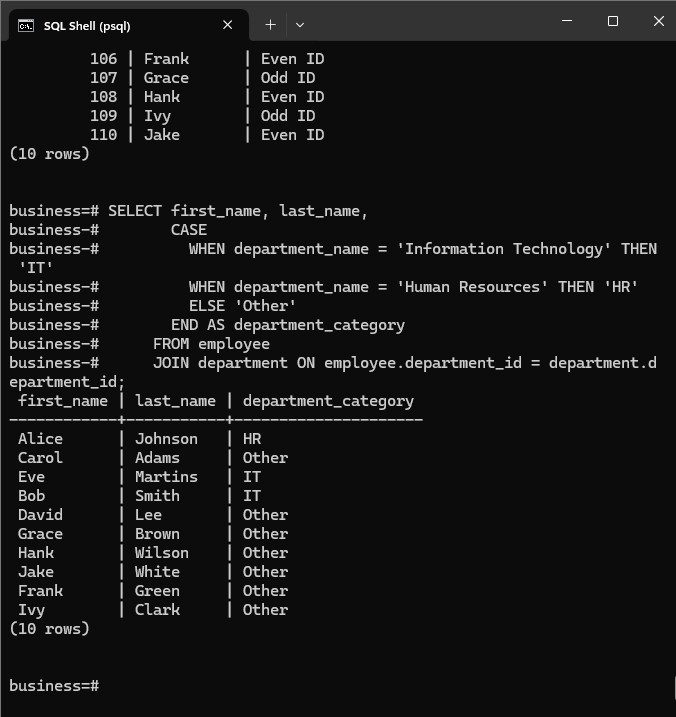 SQL Shell (psql)
106 | Frank | Even ID
107 | Grace | Odd ID
108 | Hank | Even ID
109 | Ivy | Odd ID
110 | Jake | Even ID
(10 rows)
business=# SELECT first_name, last_name,
business-# CASE
business-# WHEN department_name = 'Information Technology' THEN
'IT'
business-# WHEN department_name = 'Human Resources' THEN 'HR'
business-# ELSE 'Other'
business-# END AS department_category
business-# FROM employee
business-# JOIN department ON employee.department_id = department.d
epartment_id;
first_name | last_name | department_category
------------+-----------+---------------------
Alice | Johnson | HR
Carol | Adams | Other
Eve | Martins | IT
Bob | Smith | IT
David | Lee | Other
Grace | Brown | Other
Hank | Wilson | Other
Jake | White | Other
Frank | Green | Other
Ivy | Clark | Other
(10 rows)
business=#